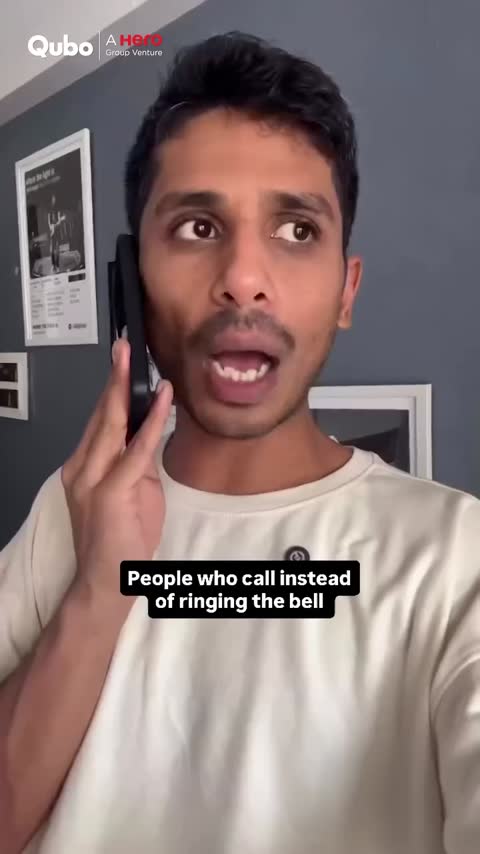 Qubo
A Hero
Group Venture
People who call instead
of ringing the bell